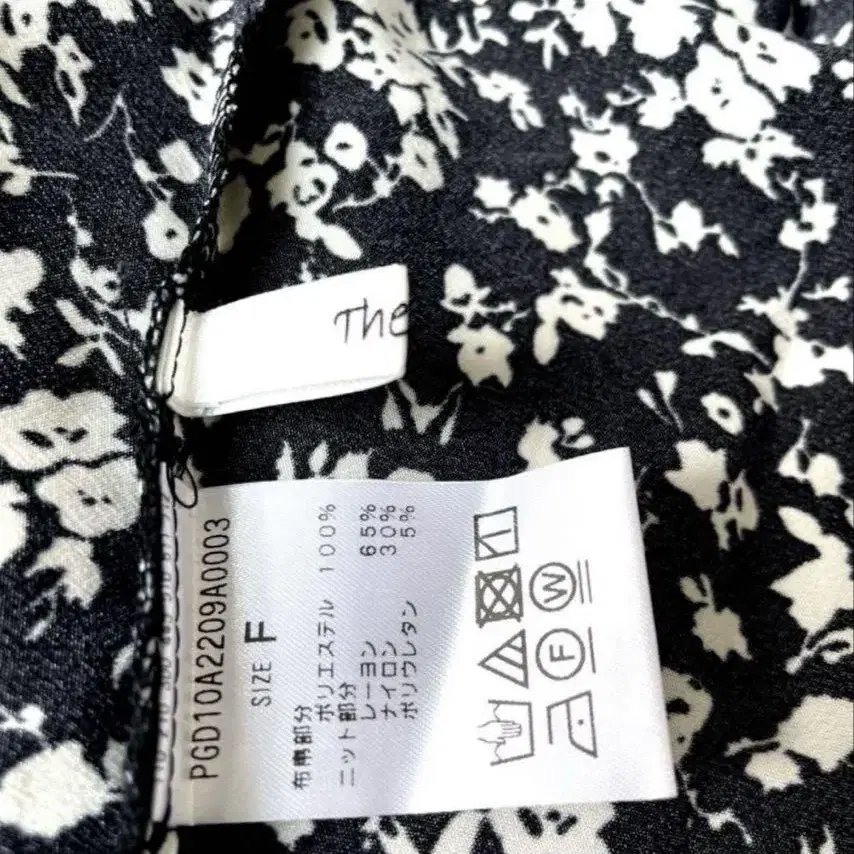 The
PGD10A2209A0003
SIZE F
布帛部分
ポリエステル 100%
ニット部分
レーヨン 65%
ナイロン 30%
ポリウレタン 5%
W
F